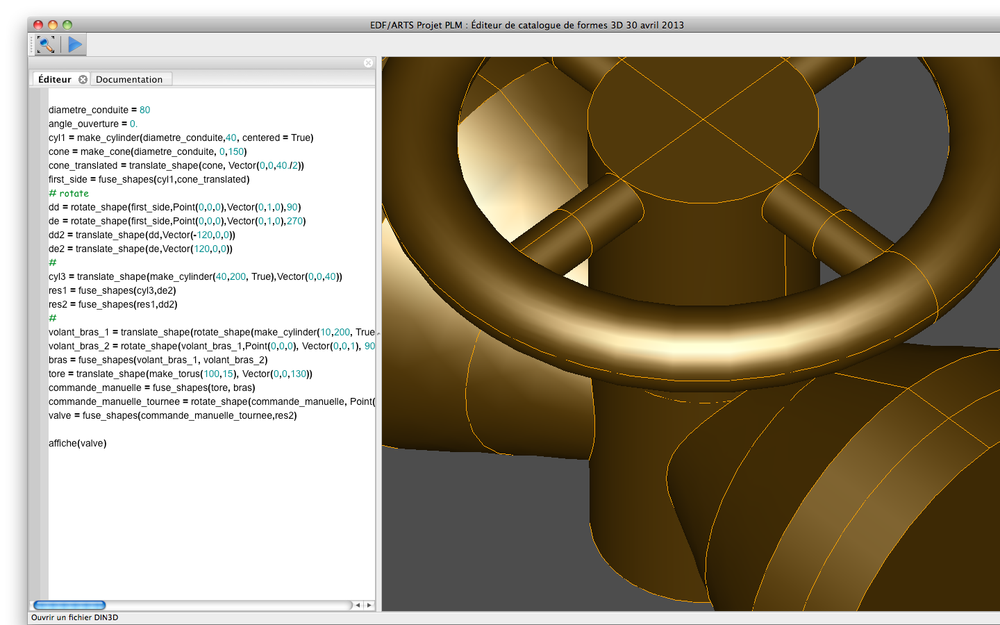 EDF/ARTS Projet PLM : Éditeur de catalogue de formes 3D 30 avril 2013
Éditeur
Documentation
diametre_conduite = 80
angle_ouverture = 0.
cyl1 = make_cylinder(diametre_conduite,40, centered = True)
cone = make_cone(diametre_conduite, 0,150)
cone_translated = translate_shape(cone, Vector(0,0,40./2))
first_side = fuse_shapes(cyl1,cone_translated)
# rotate
dd = rotate_shape(first_side,Point(0,0,0),Vector(0,1,0),90)
de = rotate_shape(first_side,Point(0,0,0),Vector(0,1,0),270)
dd2 = translate_shape(dd,Vector(-120,0,0))
de2 = translate_shape(de,Vector(120,0,0))
#
cyl3 = translate_shape(make_cylinder(40,200, True),Vector(0,0,40))
res1 = fuse_shapes(cyl3,de2)
res2 = fuse_shapes(res1,dd2)
#
volant_bras_1 = translate_shape(rotate_shape(make_cylinder(10,200, True
volant_bras_2 = rotate_shape(volant_bras_1,Point(0,0,0), Vector(0,0,1), 90
bras = fuse_shapes(volant_bras_1, volant_bras_2)
tore = translate_shape(make_torus(100,15), Vector(0,0,130))
commande_manuelle = fuse_shapes(tore, bras)
commande_manuelle_tournee = rotate_shape(commande_manuelle, Point(
valve = fuse_shapes(commande_manuelle_tournee,res2)
affiche(valve)
Ouvrir un fichier DIN3D